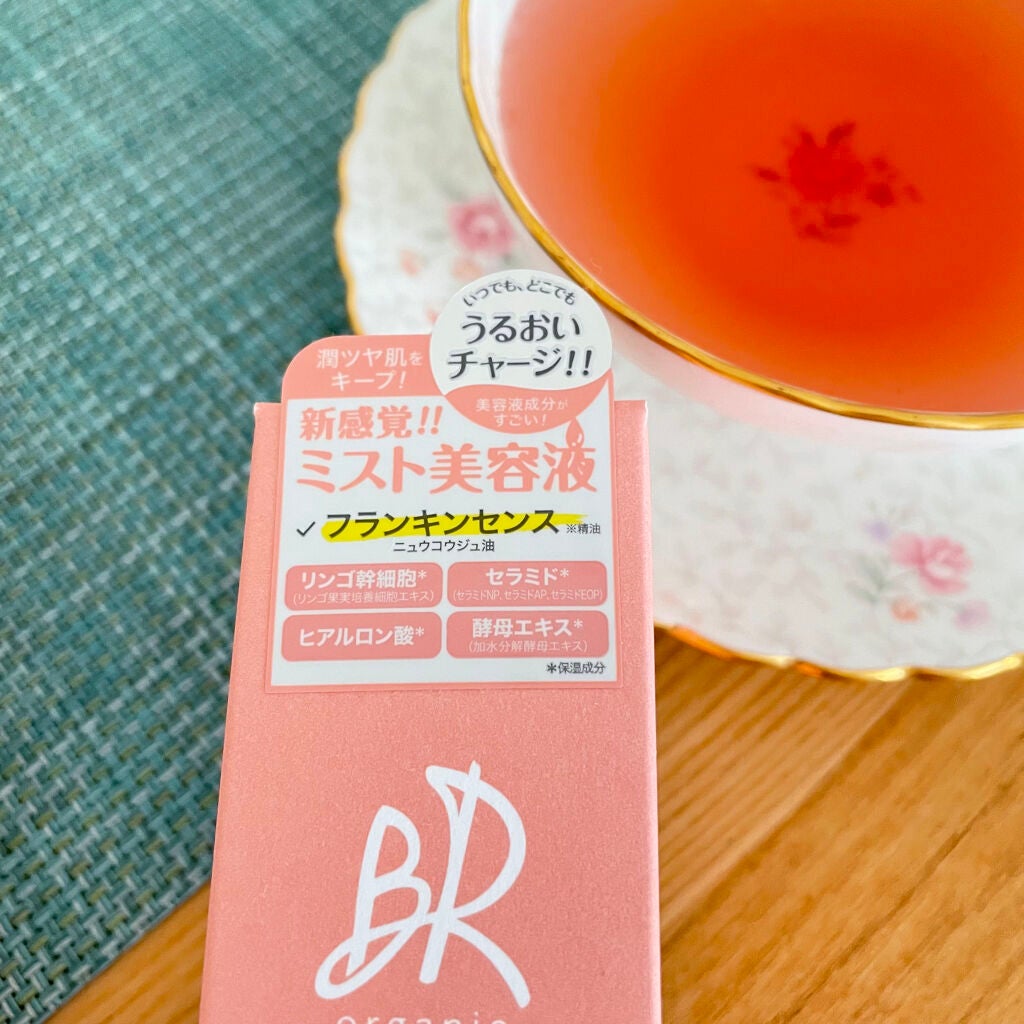 いつでも、どこでも
うるおい
チャージ!!
美容液成分が
すごい!
潤ツヤ肌を
キープ!
新感覚!!
ミスト美容液
✓フランキンセンス ※精油
ニュウコウジュ油
リンゴ幹細胞*
(リンゴ果実培養細胞エキス)
セラミド*
(セラミドNP、セラミドAP、セラミドEOP)
ヒアルロン酸*
酵母エキス*
(加水分解酵母エキス)
*保湿成分
BR
organic